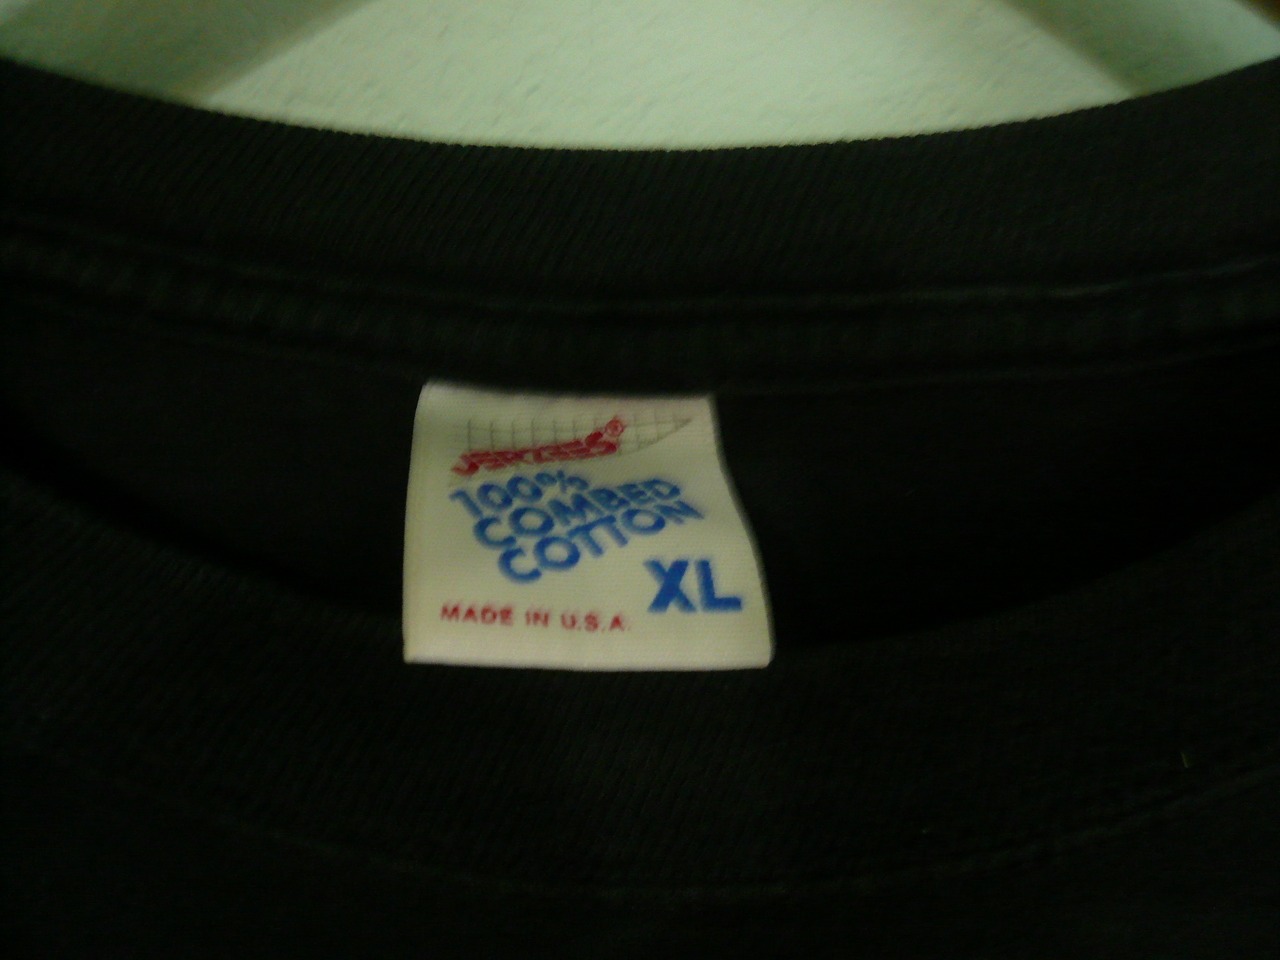 100%
COMBED
COTTON
XL
MADE IN U.S.A.